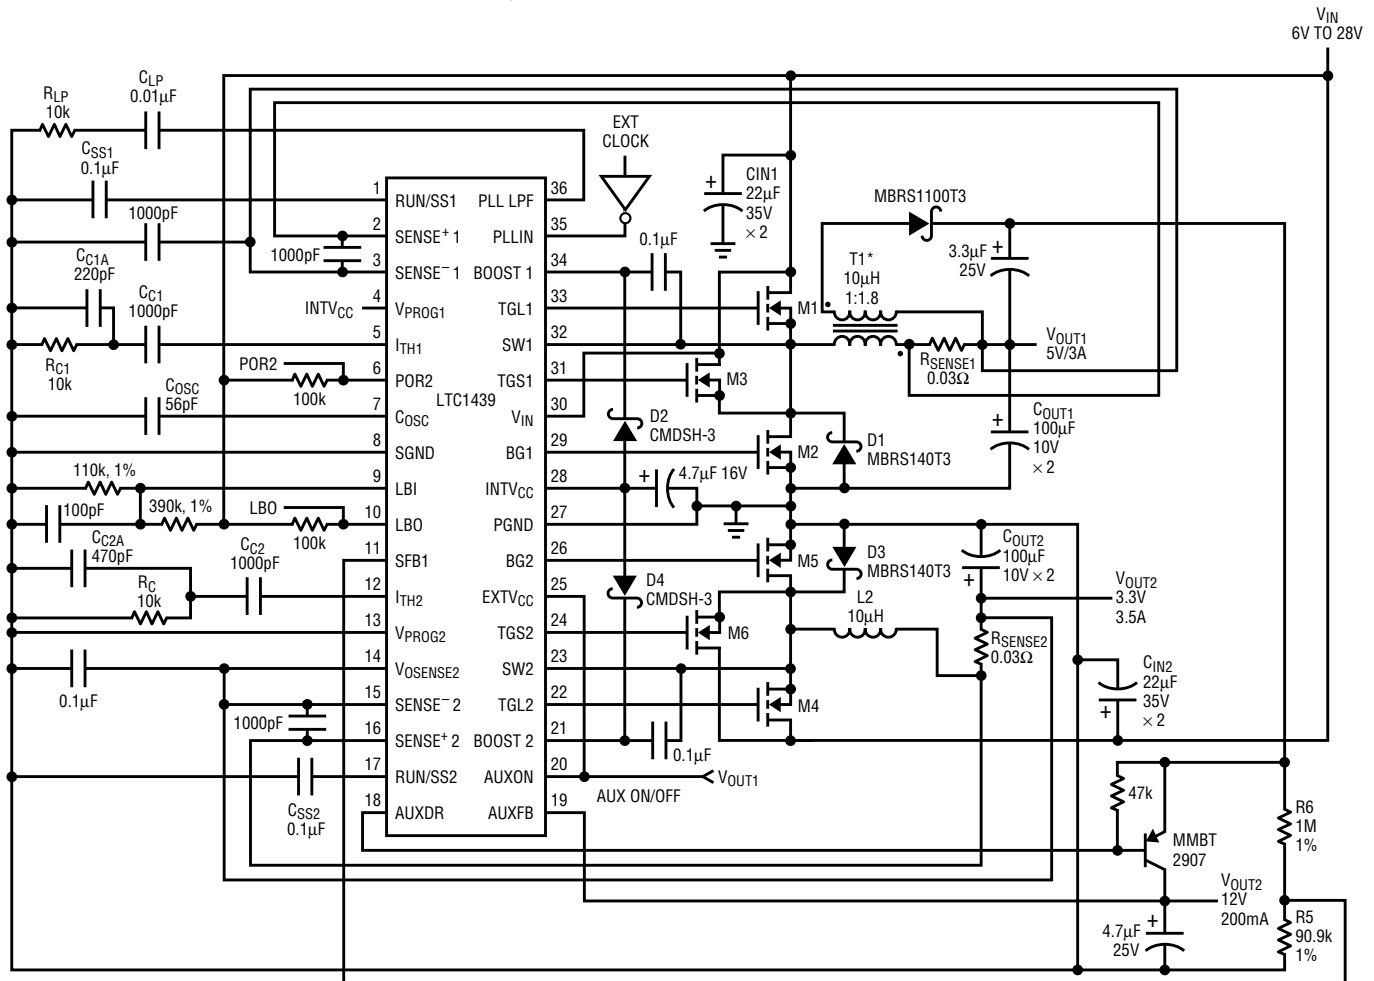 VIN
6V TO 28V
CLP
0.01µF
RLP
10k
CSS1
0.1µF
1000pF
CC1A
220pF
CC1
1000pF
RC1
10k
COSC
56pF
110k, 1%
100pF
390k, 1%
CC2A
470pF
CC2
1000pF
RC
10k
0.1µF
1000pF
INTVCC
POR2
100k
LBO
100k
1000pF
CSS2
0.1µF
1 RUN/SS1
2 SENSE+ 1
3 SENSE– 1
4 VPROG1
5 ITH1
6 POR2
7 COSC
8 SGND
9 LBI
10 LBO
11 SFB1
12 ITH2
13 VPROG2
14 VOSENSE2
15 SENSE– 2
16 SENSE+ 2
17 RUN/SS2
18 AUXDR
LTC1439
PLL LPF 36
PLLIN 35
BOOST 1 34
TGL1 33
SW1 32
TGS1 31
VIN 30
BG1 29
INTVCC 28
PGND 27
BG2 26
EXTVCC 25
TGS2 24
SW2 23
TGL2 22
BOOST 2 21
AUXON 20
AUXFB 19
EXT
CLOCK
+
CIN1
22µF
35V
× 2
0.1µF
MBRS1100T3
+
3.3µF
25V
T1*
10µH
1:1.8
M1
RSENSE1
0.03Ω
VOUT1
5V/3A
M3
D2
CMDSH-3
+
COUT1
100µF
10V
× 2
M2
D1
MBRS140T3
+
4.7µF 16V
M5
D3
MBRS140T3
COUT2
100µF
10V × 2
+
D4
CMDSH-3
VOUT2
3.3V
3.5A
L2
10µH
M6
RSENSE2
0.03Ω
CIN2
22µF
35V
× 2
+
M4
0.1µF
VOUT1
AUX ON/OFF
47k
R6
1M
1%
MMBT
2907
VOUT2
12V
200mA
+
4.7µF
25V
R5
90.9k
1%